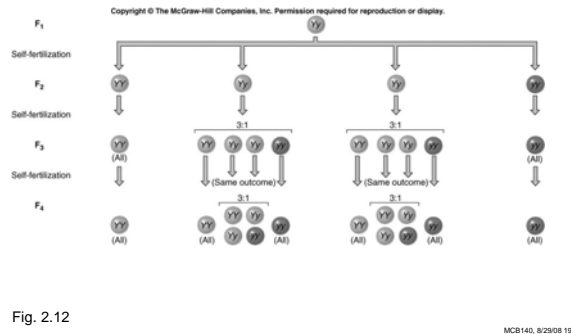 Copyright © The McGraw-Hill Companies, Inc. Permission required for reproduction or display.
F₁ Yy
Self-fertilization
F₂ YY Yy Yy yy
Self-fertilization
3:1 3:1
F₃ YY Yy Yy yy YY Yy Yy yy
(All) (All)
Self-fertilization (Same outcome) (Same outcome)
3:1 3:1
F₄ YY Yy YY Yy
YY YY Yy yy yy YY Yy yy yy yy
(All) (All) (All) (All) (All) (All)
Fig. 2.12
MCB140, 8/29/08 19